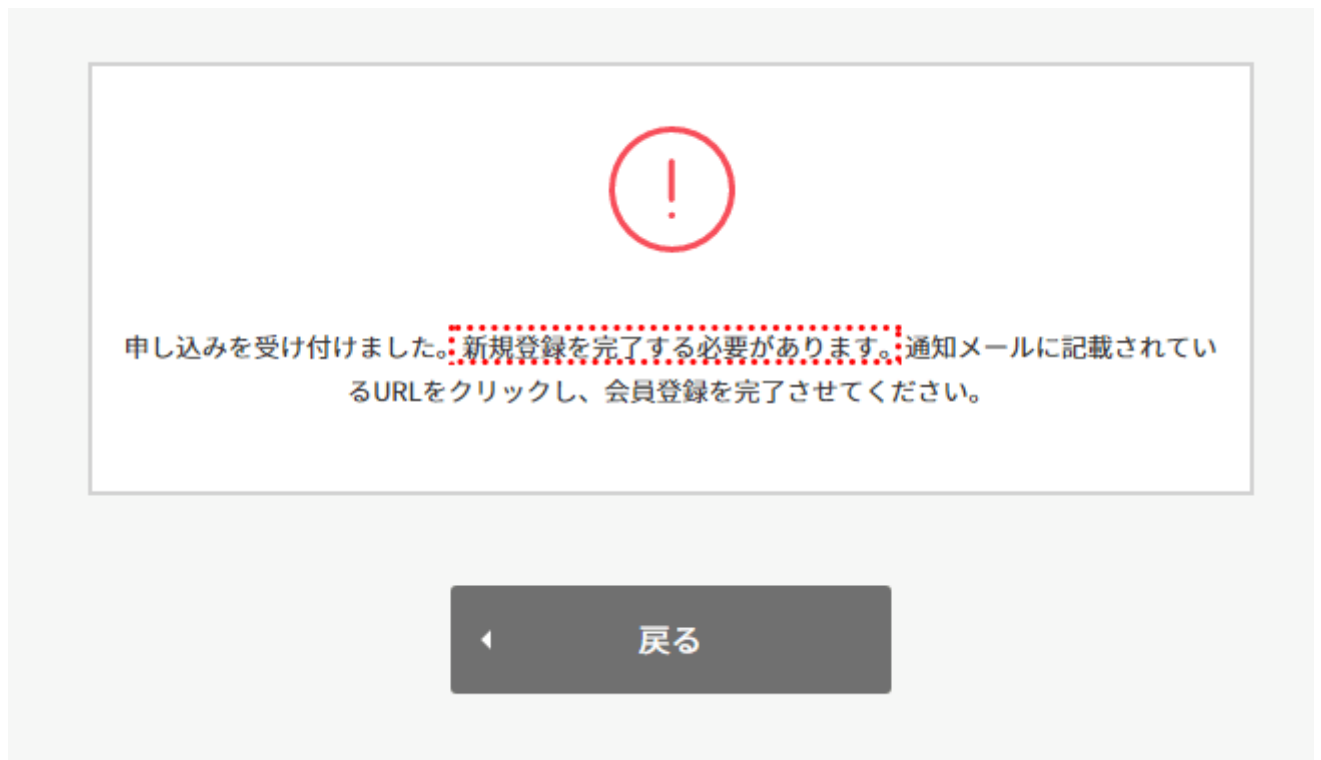 申し込みを受け付けました。新規登録を完了する必要があります。通知メールに記載されてい
るURLをクリックし、会員登録を完了させてください。
戻る